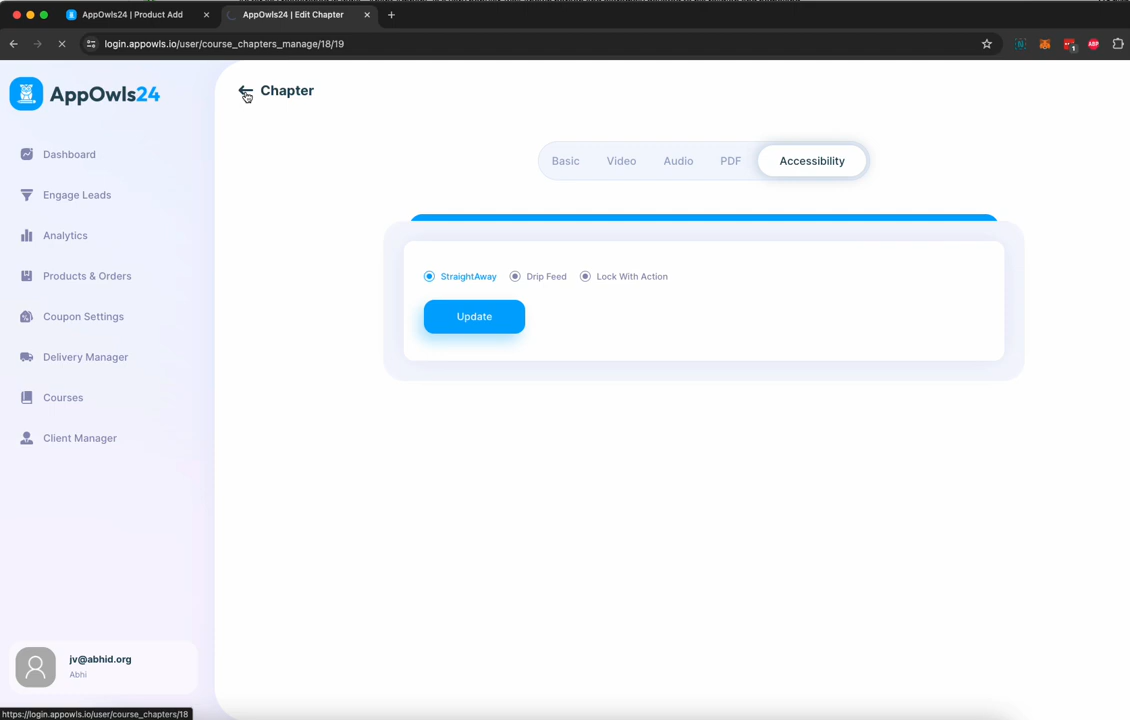 AppOwls24 | Product Add
AppOwls24 | Edit Chapter
login.appowls.io/user/course_chapters_manage/18/19
1
ABP
AppOwls24
Chapter
Basic
Video
Audio
PDF
Accessibility
Dashboard
Engage Leads
Analytics
Products & Orders
Coupon Settings
Delivery Manager
Courses
Client Manager
StraightAway
Drip Feed
Lock With Action
Update
jv@abhid.org
Abhi
https://login.appowls.io/user/course_chapters/18